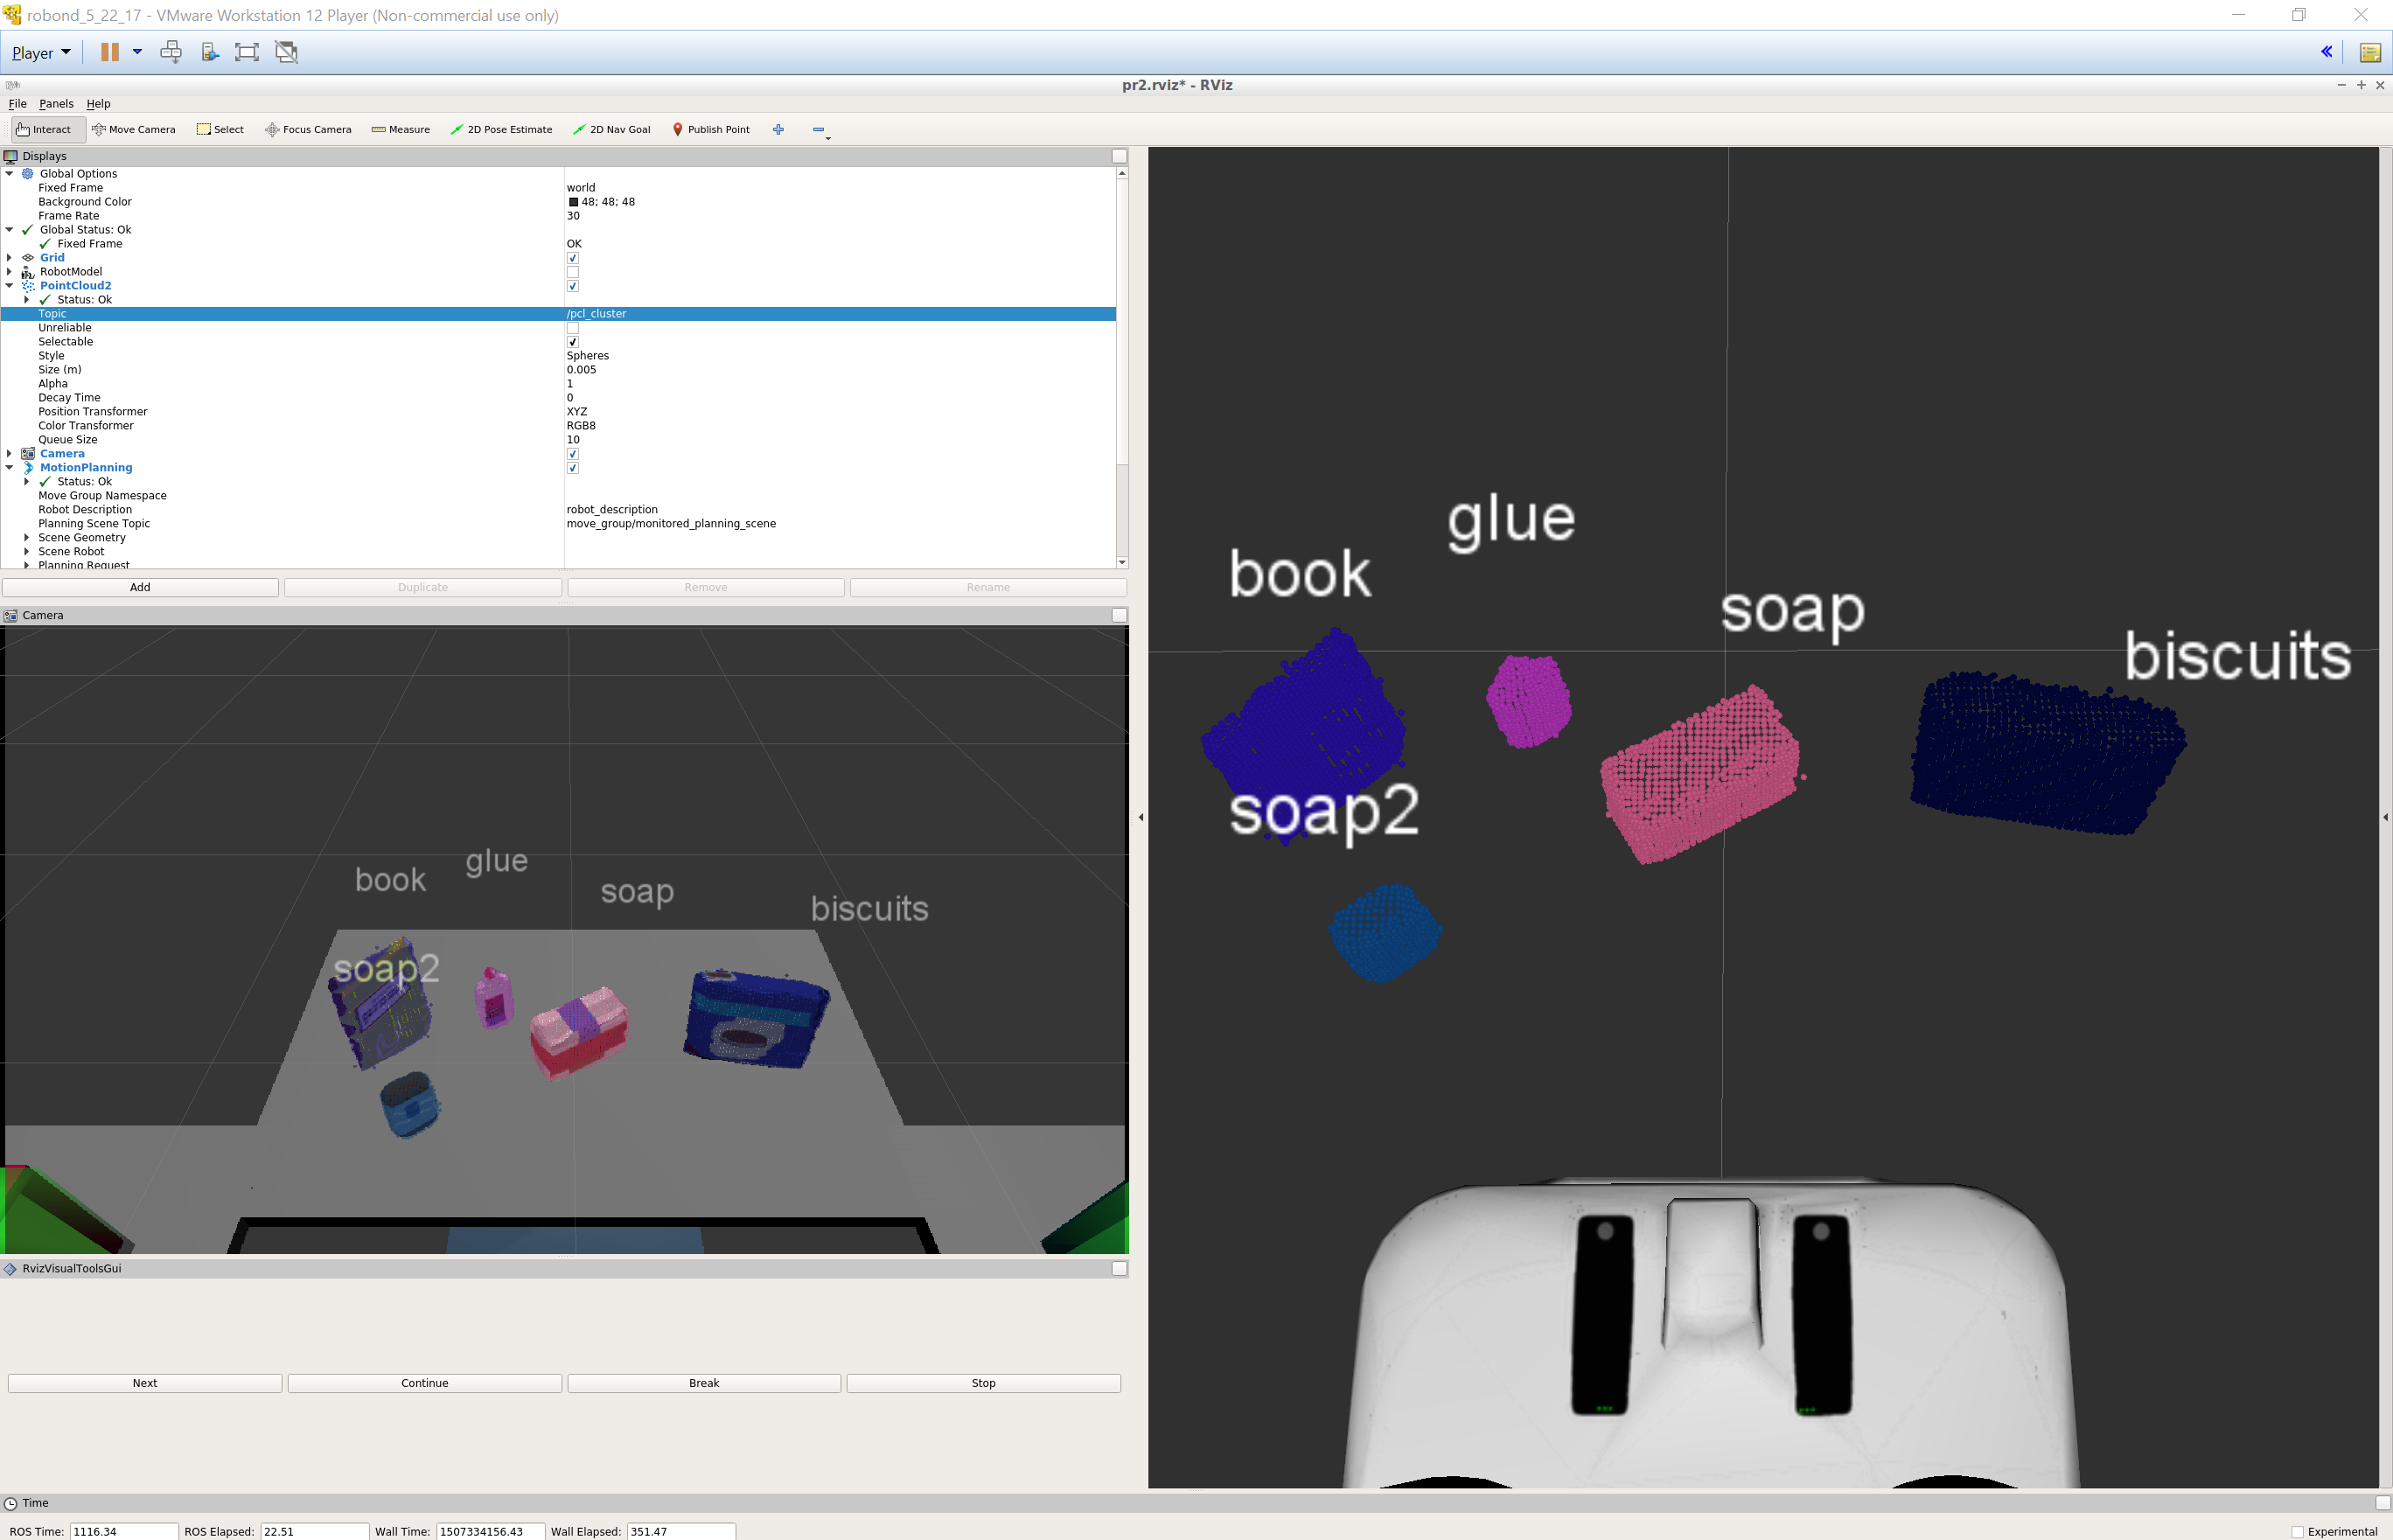 robond_5_22_17 - VMware Workstation 12 Player (Non-commercial use only)
Player
pr2.rviz* - RViz
File Panels Help
Interact Move Camera Select Focus Camera Measure 2D Pose Estimate 2D Nav Goal Publish Point
Displays
Global Options
Fixed Frame world
Background Color 48; 48; 48
Frame Rate 30
Global Status: Ok
Fixed Frame OK
Grid
RobotModel
PointCloud2
Status: Ok
Topic /pcl_cluster
Unreliable
Selectable
Style Spheres
Size (m) 0.005
Alpha 1
Decay Time 0
Position Transformer XYZ
Color Transformer RGB8
Queue Size 10
Camera
MotionPlanning
Status: Ok
Move Group Namespace
Robot Description robot_description
Planning Scene Topic move_group/monitored_planning_scene
Scene Geometry
Scene Robot
Planning Request
Add Duplicate Remove Rename
Camera
glue
book
soap
biscuits
soap2
RvizVisualToolsGui
Next Continue Break Stop
glue
book
soap
biscuits
soap2
Time
ROS Time: 1116.34 ROS Elapsed: 22.51 Wall Time: 1507334156.43 Wall Elapsed: 351.47 Experimental